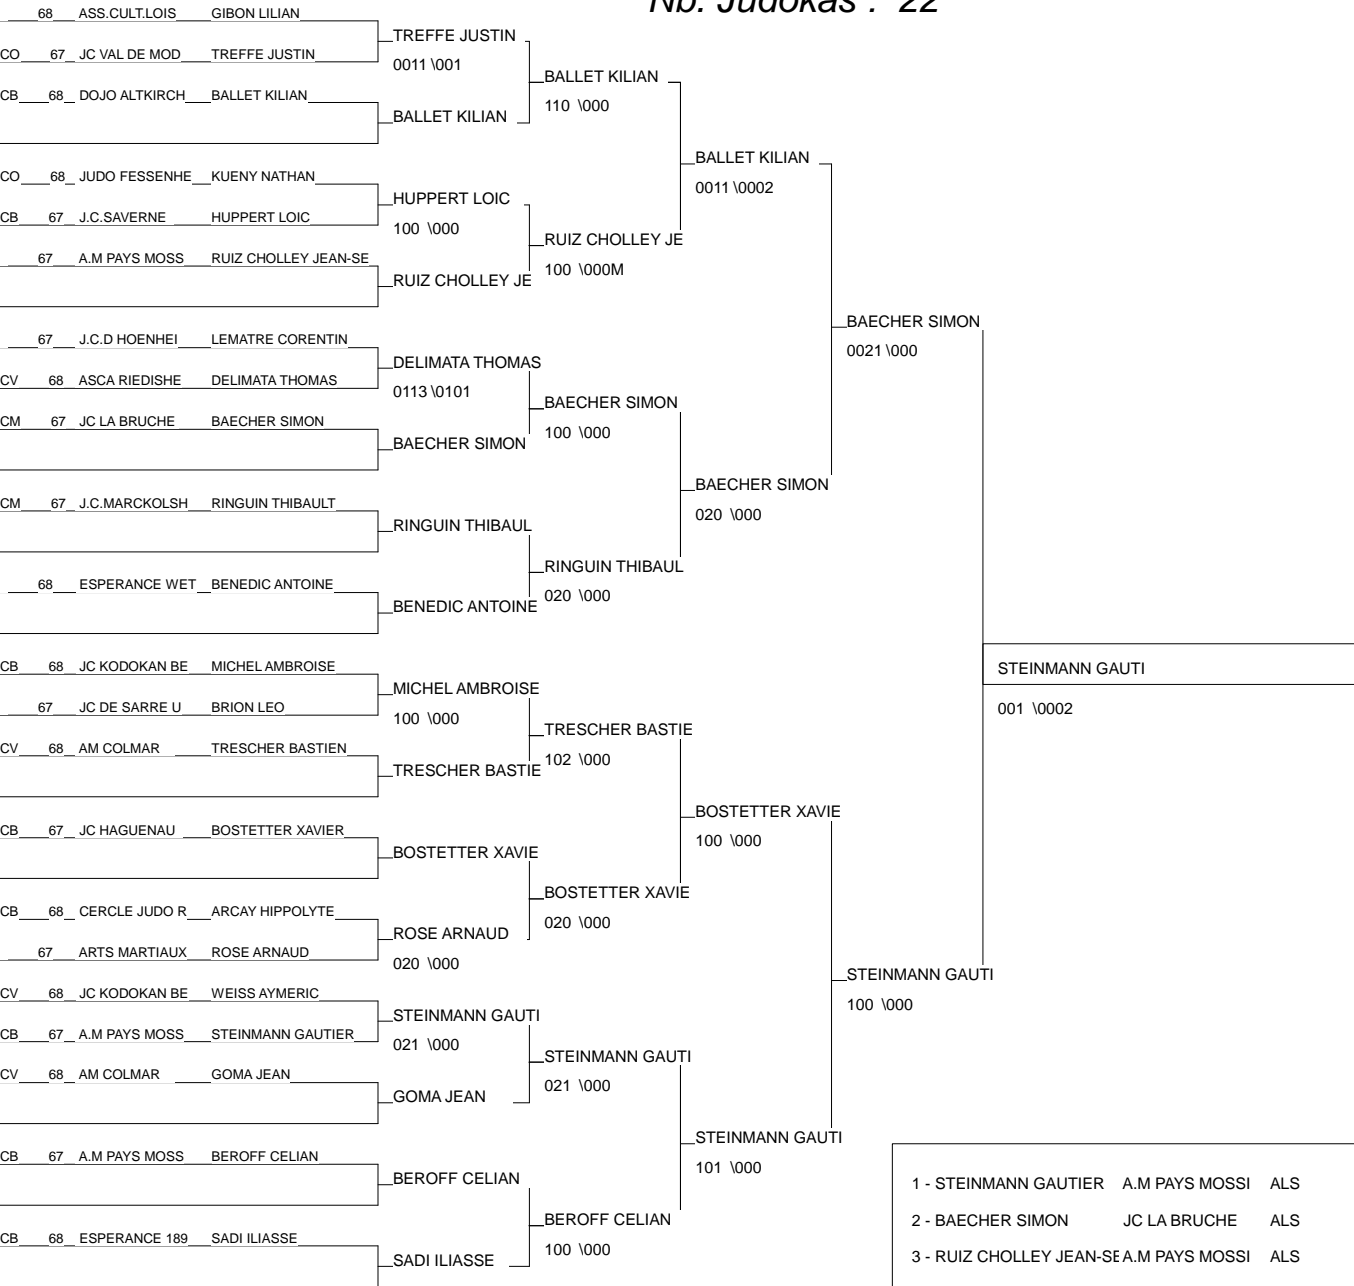 Nb. Judokas : 22
68 ASS.CULT.LOIS GIBON LILIAN
TREFFE JUSTIN
CO 67 JC VAL DE MOD TREFFE JUSTIN
0011 \001
BALLET KILIAN
CB 68 DOJO ALTKIRCH BALLET KILIAN
110 \000
BALLET KILIAN
BALLET KILIAN
CO 68 JUDO FESSENHE KUENY NATHAN
0011 \0002
HUPPERT LOIC
CB 67 J.C.SAVERNE HUPPERT LOIC
100 \000
RUIZ CHOLLEY JE
67 A.M PAYS MOSS RUIZ CHOLLEY JEAN-SE
100 \000M
RUIZ CHOLLEY JE
BAECHER SIMON
67 J.C.D HOENHEI LEMATRE CORENTIN
0021 \000
DELIMATA THOMAS
CV 68 ASCA RIEDISHE DELIMATA THOMAS
0113 \0101
BAECHER SIMON
CM 67 JC LA BRUCHE BAECHER SIMON
100 \000
BAECHER SIMON
BAECHER SIMON
CM 67 J.C.MARCKOLSH RINGUIN THIBAULT
020 \000
RINGUIN THIBAUL
RINGUIN THIBAUL
68 ESPERANCE WET BENEDIC ANTOINE
020 \000
BENEDIC ANTOINE
CB 68 JC KODOKAN BE MICHEL AMBROISE
STEINMANN GAUTI
MICHEL AMBROISE
67 JC DE SARRE U BRION LEO
001 \0002
100 \000
TRESCHER BASTIE
CV 68 AM COLMAR TRESCHER BASTIEN
102 \000
TRESCHER BASTIE
BOSTETTER XAVIE
CB 67 JC HAGUENAU BOSTETTER XAVIER
100 \000
BOSTETTER XAVIE
BOSTETTER XAVIE
CB 68 CERCLE JUDO R ARCAY HIPPOLYTE
020 \000
ROSE ARNAUD
67 ARTS MARTIAUX ROSE ARNAUD
020 \000
STEINMANN GAUTI
CV 68 JC KODOKAN BE WEISS AYMERIC
100 \000
STEINMANN GAUTI
CB 67 A.M PAYS MOSS STEINMANN GAUTIER
021 \000
STEINMANN GAUTI
CV 68 AM COLMAR GOMA JEAN
021 \000
GOMA JEAN
STEINMANN GAUTI
CB 67 A.M PAYS MOSS BEROFF CELIAN
101 \000
BEROFF CELIAN
BEROFF CELIAN
CB 68 ESPERANCE 189 SADI ILIASSE
100 \000
SADI ILIASSE
1 - STEINMANN GAUTIER A.M PAYS MOSSI ALS
2 - BAECHER SIMON JC LA BRUCHE ALS
3 - RUIZ CHOLLEY JEAN-SE A.M PAYS MOSSI ALS